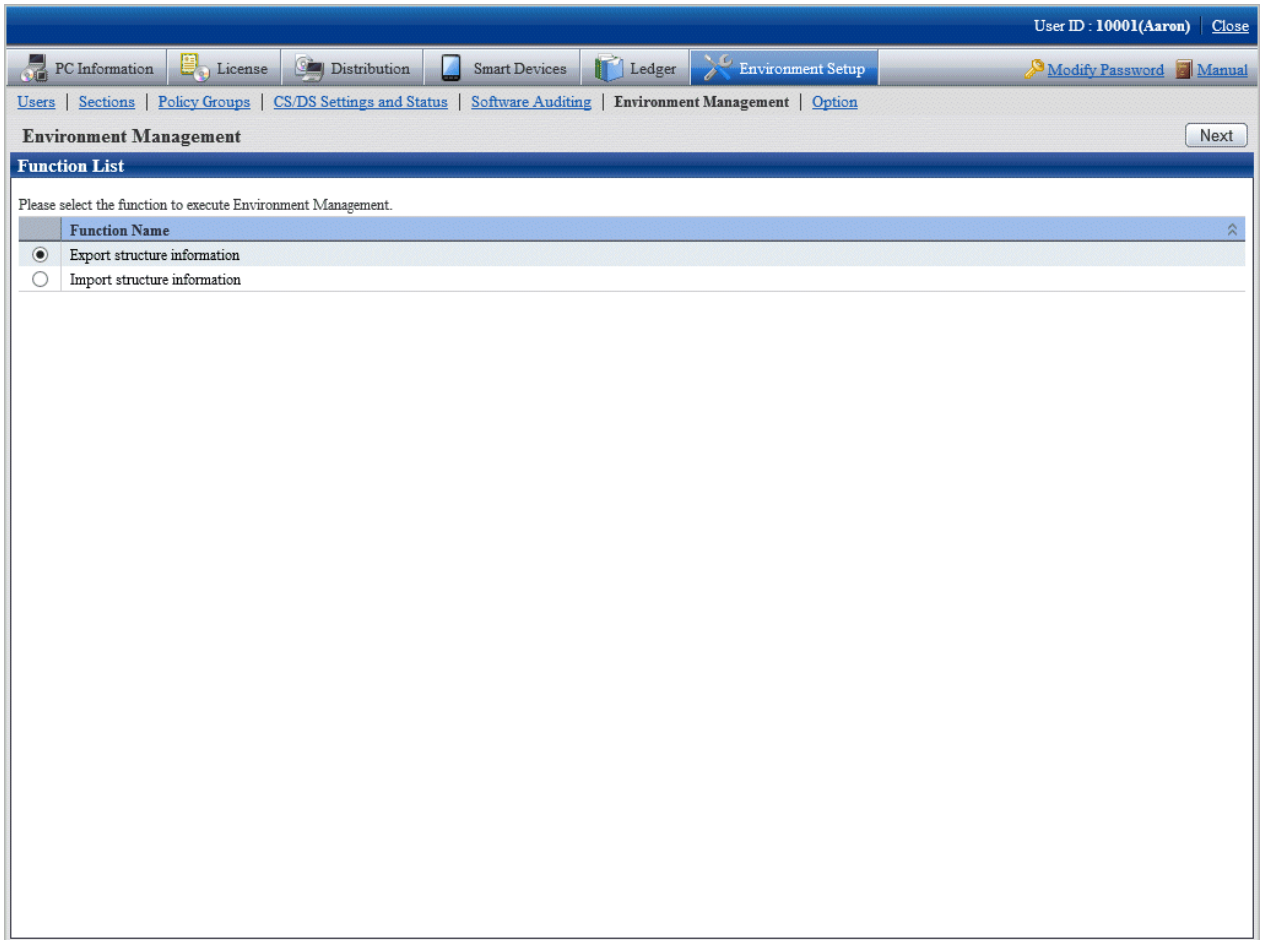 User ID : 10001(Aaron) Close
PC Information License Distribution Smart Devices Ledger Environment Setup Modify Password Manual
Users | Sections | Policy Groups | CS/DS Settings and Status | Software Auditing | Environment Management | Option
Environment Management Next
Function List
Please select the function to execute Environment Management.
Function Name
Export structure information
Import structure information